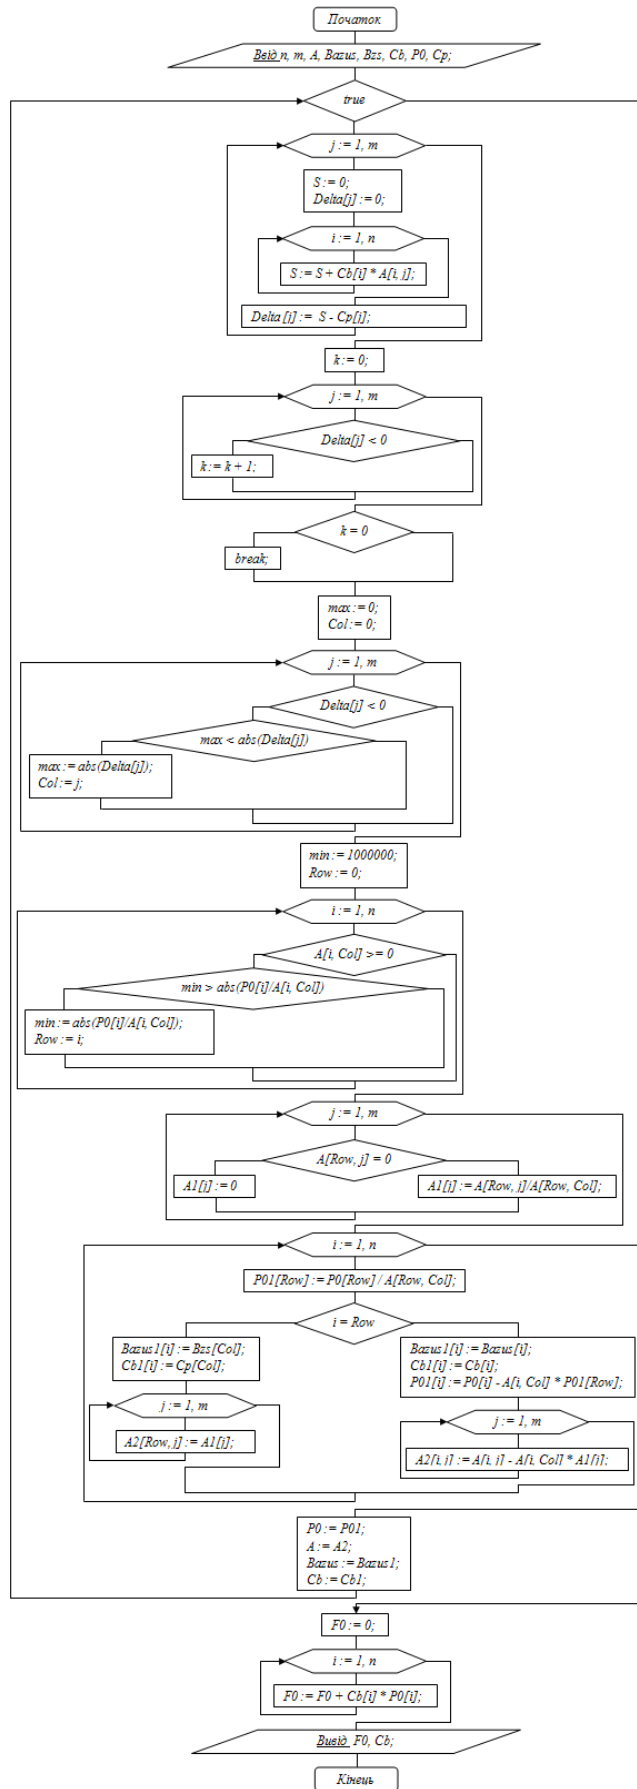 Початок
Ввід n, m, A, Bazus, Bzs, Cb, P0, Cp;
true
j := 1, m
S := 0;
Delta[j] := 0;
i := 1, n
S := S + Cb[i] * A[i, j];
Delta[j] := S - Cp[j];
k := 0;
j := 1, m
Delta[j] < 0
k := k + 1;
k = 0
break;
max := 0;
Col := 0;
j := 1, m
Delta[j] < 0
max < abs(Delta[j])
max := abs(Delta[j]);
Col := j;
min := 1000000;
Row := 0;
i := 1, n
A[i, Col] >= 0
min > abs(P0[i]/A[i, Col])
min := abs(P0[i]/A[i, Col]);
Row := i;
j := 1, m
A[Row, j] = 0
A1[j] := 0
A1[j] := A[Row, j]/A[Row, Col];
i := 1, n
P01[Row] := P0[Row] / A[Row, Col];
i = Row
Bazus1[i] := Bzs[Col];
Cb1[i] := Cp[Col];
j := 1, m
A2[Row, j] := A1[j];
Bazus1[i] := Bazus[i];
Cb1[i] := Cb[i];
P01[i] := P0[i] - A[i, Col] * P01[Row];
j := 1, m
A2[i, j] := A[i, j] - A[i, Col] * A1[j];
P0 := P01;
A := A2;
Bazus := Bazus1;
Cb := Cb1;
F0 := 0;
i := 1, n
F0 := F0 + Cb[i] * P0[i];
Вивід F0, Cb;
Кінець